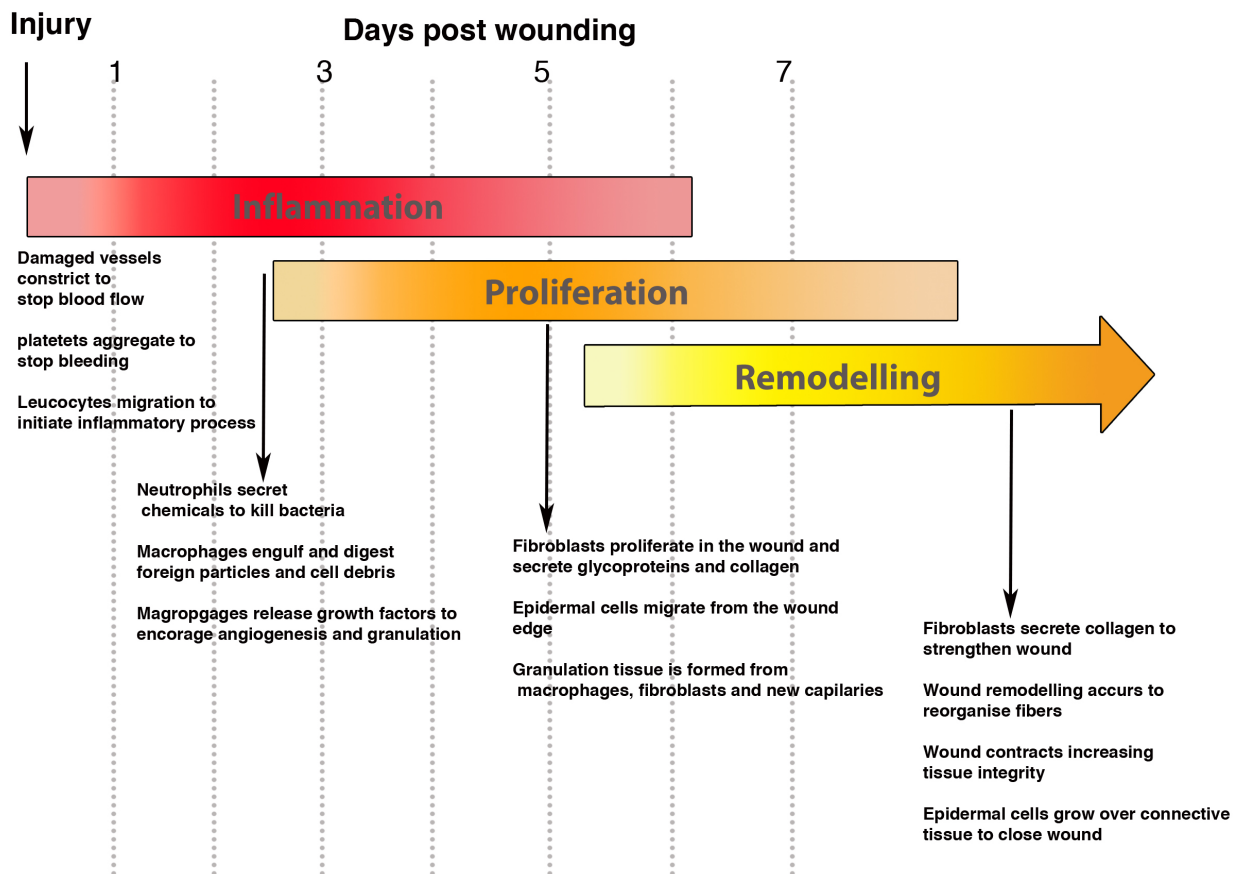 Injury
Days post wounding
1
3
5
7
Inflammation
Damaged vessels
constrict to
stop blood flow
platetets aggregate to
stop bleeding
Leucocytes migration to
initiate inflammatory process
Proliferation
Remodelling
Neutrophils secret
chemicals to kill bacteria
Macrophages engulf and digest
foreign particles and cell debris
Magropgages release growth factors to
encorage angiogenesis and granulation
Fibroblasts proliferate in the wound and
secrete glycoproteins and collagen
Epidermal cells migrate from the wound
edge
Granulation tissue is formed from
macrophages, fibroblasts and new capilaries
Fibroblasts secrete collagen to
strengthen wound
Wound remodelling accurs to
reorganise fibers
Wound contracts increasing
tissue integrity
Epidermal cells grow over connective
tissue to close wound